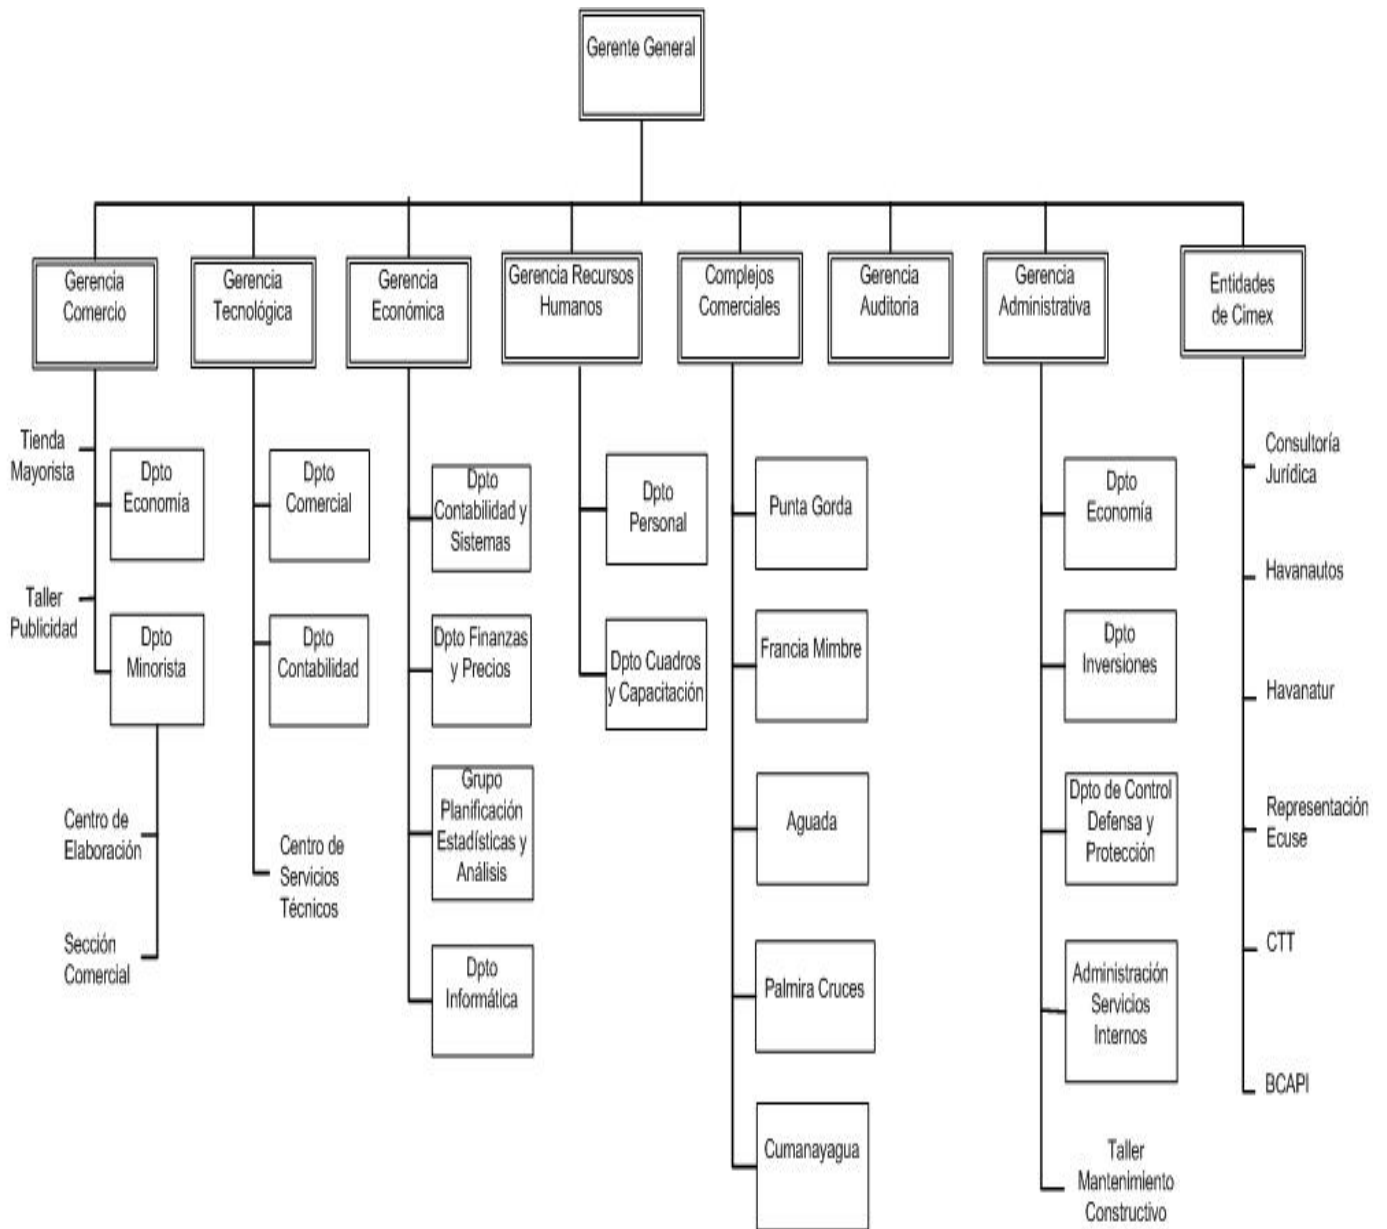 Gerente General
Gerencia
Comercio
Gerencia
Tecnológica
Gerencia
Económica
Gerencia Recursos
Humanos
Complejos
Comerciales
Gerencia
Auditoria
Gerencia
Administrativa
Entidades
de Cimex
Tienda
Mayorista
Dpto
Economía
Taller
Publicidad
Dpto
Minorista
Centro de
Elaboración
Sección
Comercial
Dpto
Comercial
Dpto
Contabilidad
Centro de
Servicios
Técnicos
Dpto
Contabilidad y
Sistemas
Dpto Finanzas
y Precios
Grupo
Planificación
Estadísticas y
Análisis
Dpto
Informática
Dpto
Personal
Dpto Cuadros
y Capacitación
Punta Gorda
Francia Mimbre
Aguada
Palmira Cruces
Cumanayagua
Dpto
Economía
Dpto
Inversiones
Dpto de Control
Defensa y
Protección
Administración
Servicios
Internos
Taller
Mantenimiento
Constructivo
Consultoría
Jurídica
Havanautos
Havanatur
Representación
Ecuse
CTT
BCAPI